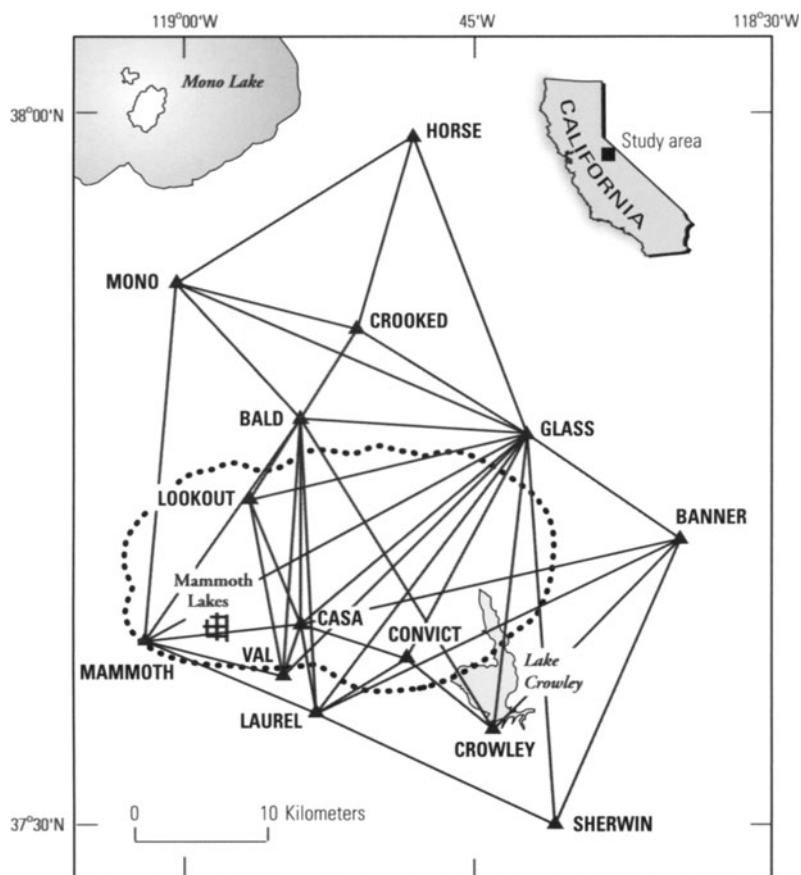 119°00'W
45'W
118°30'W
Mono Lake
38°00'N
HORSE
CALIFORNIA
Study area
MONO
CROOKED
BALD
GLASS
LOOKOUT
BANNER
Mammoth
Lakes
CASA
CONVICT
MAMMOTH
VAL
Lake
Crowley
LAUREL
CROWLEY
0
10 Kilometers
SHERWIN
37°30'N